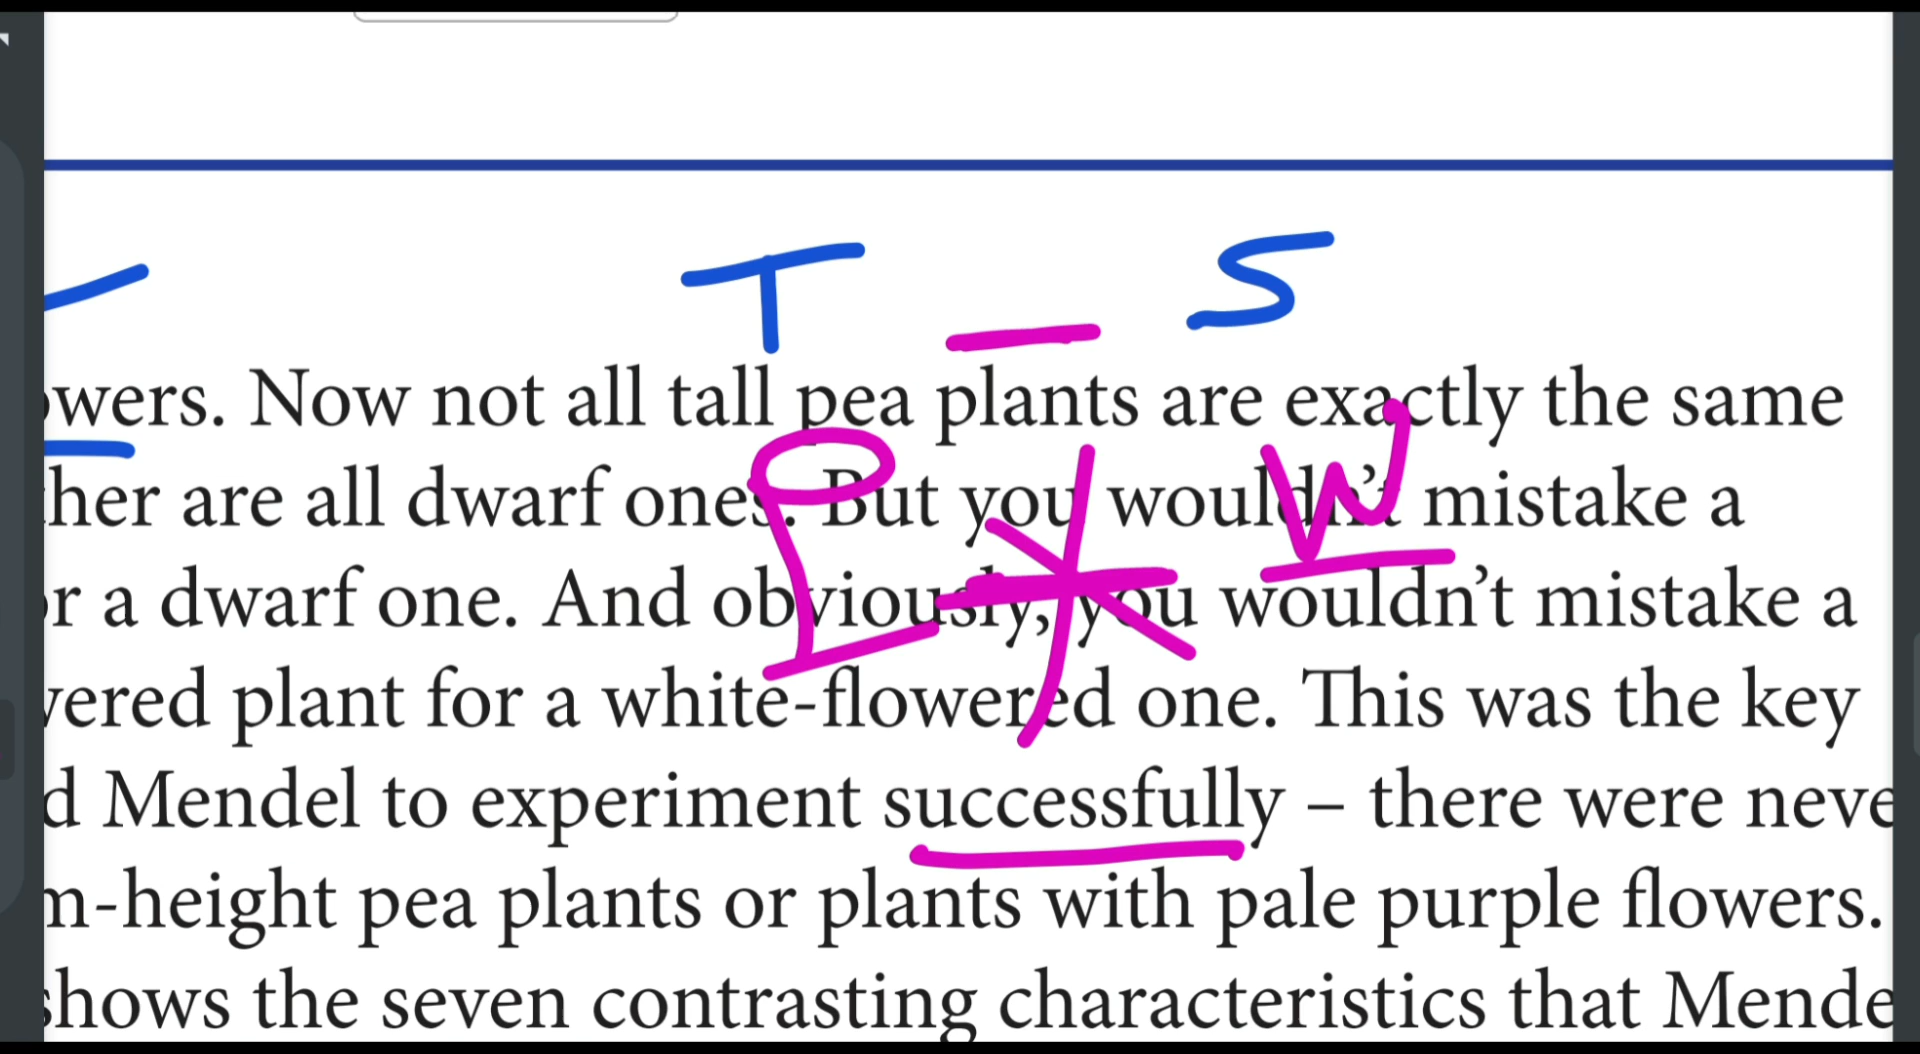 T S
owers. Now not all tall pea plants are exactly the same
her are all dwarf ones. But you wouldn’t mistake a
or a dwarf one. And obviously, you wouldn’t mistake a
wered plant for a white-flowered one. This was the key
d Mendel to experiment successfully – there were neve
m-height pea plants or plants with pale purple flowers.
shows the seven contrasting characteristics that Mende
P W